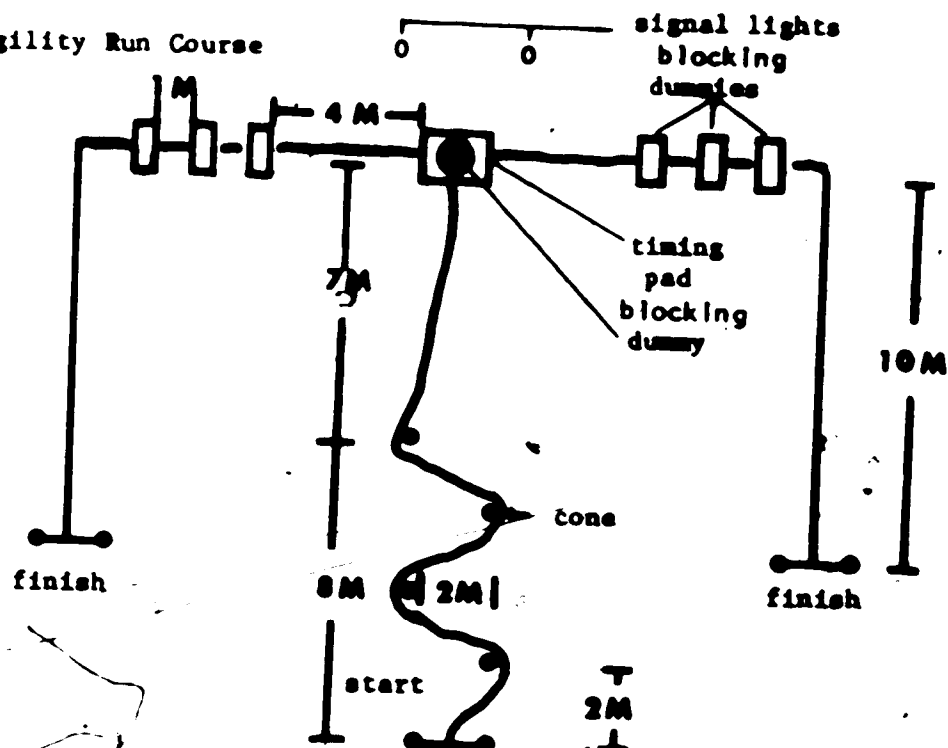 gility Run Course
signal lights
0 0
blocking
dummies
M
4 M
timing
pad
7M
blocking
dummy
10M
cone
finish
8M
2M
finish
start
2M